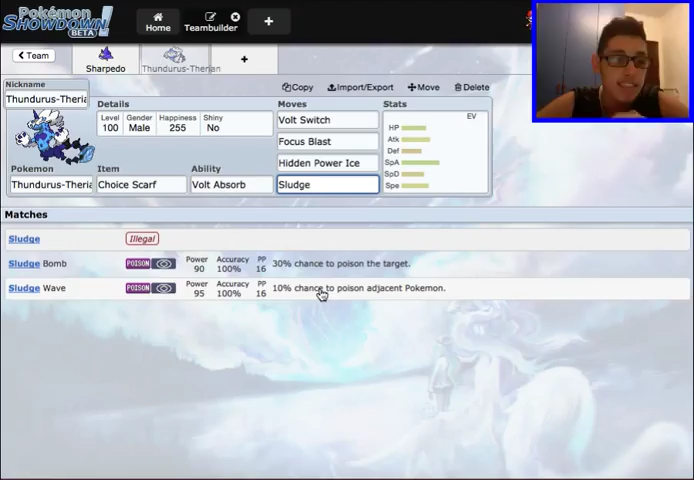 Pokémon
SHOWDOWN!
BETA
Home
Teambuilder
+
< Team
Sharpedo
Thundurus-Therian
+
Nickname
Thundurus-Theria
Copy
Import/Export
Move
Delete
Details
Level
100
Gender
Male
Happiness
255
Shiny
No
Moves
Volt Switch
Focus Blast
Hidden Power Ice
Sludge
Stats
EV
HP
Atk
Def
SpA
SpD
Spe
Pokémon
Thundurus-Theria
Item
Choice Scarf
Ability
Volt Absorb
Matches
Sludge
Illegal
Sludge Bomb POISON Power 90 Accuracy 100% PP 16 30% chance to poison the target.
Sludge Wave POISON Power 95 Accuracy 100% PP 16 10% chance to poison adjacent Pokemon.